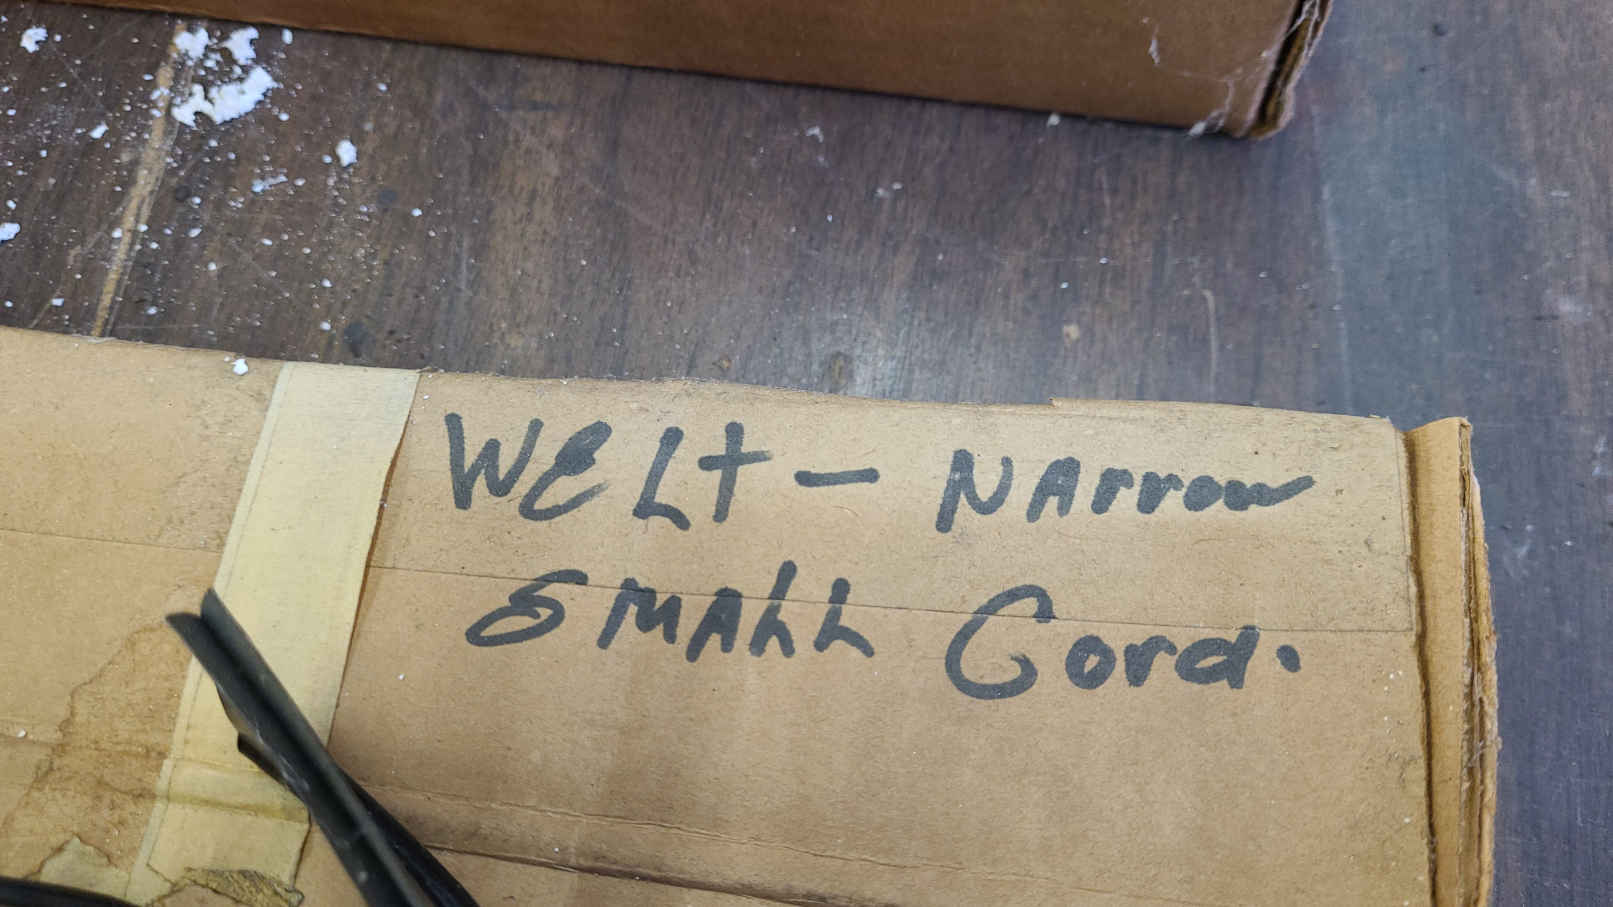 WELt - NArrow
SMALL Cord.